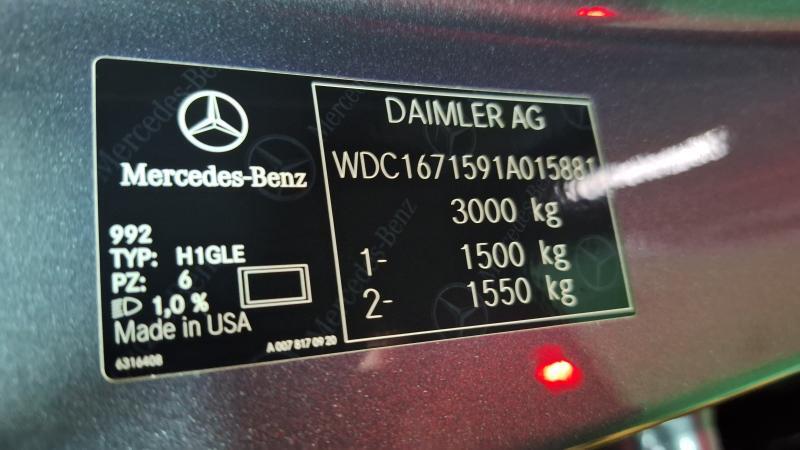 Mercedes-Benz
992
TYP: H1GLE
PZ: 6
1,0 %
Made in USA
6316408
A 007 817 09 20
DAIMLER AG
WDC1671591A015881
3000 kg
1- 1500 kg
2- 1550 kg